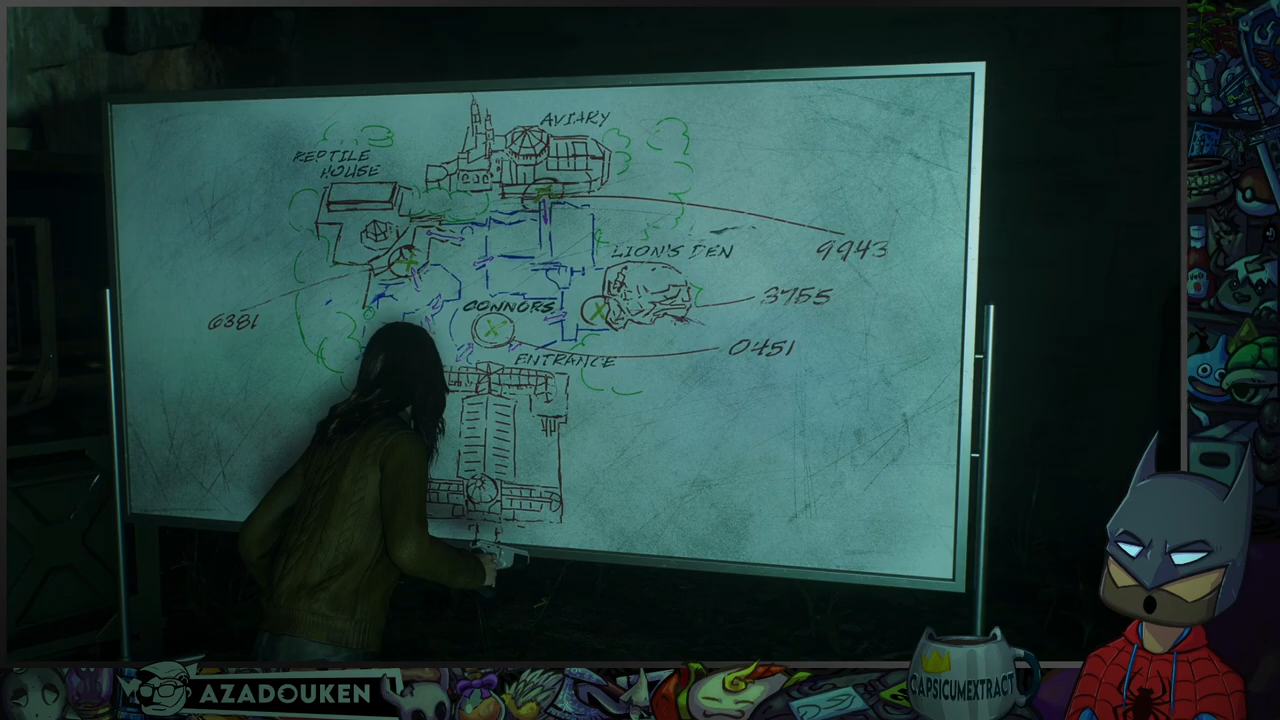 AVIARY
REPTILE
HOUSE
9943
LION'S DEN
3755
6381
CONNORS
0451
ENTRANCE
AZADOUKEN
CAPSICUMEXTRACT